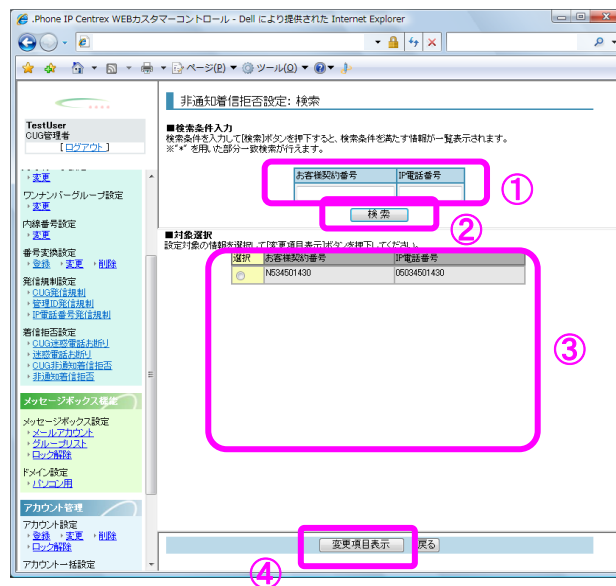 .Phone IP Centrex WEBカスタマーコントロール - Dell により提供された Internet Explorer
ページ(P) ツール(O)
TestUser
CUG管理者
[ログアウト]
変更
ワンナンバーグループ設定
変更
内線番号設定
変更
番号変換設定
登録 変更 削除
発信規制設定
CUG発信規制
管理ID発信規制
IP電話番号発信規制
着信拒否設定
CUG迷惑電話お断り
迷惑電話お断り
CUG非通知着信拒否
非通知着信拒否
メッセージボックス機能
メッセージボックス設定
メールアカウント
グループリスト
ロック解除
ドメイン設定
パソコン用
アカウント管理
アカウント設定
登録 変更 削除
ロック解除
アカウント一括設定
非通知着信拒否設定: 検索
■検索条件入力
検索条件を入力して[検索]ボタンを押下すると、検索条件を満たす情報が一覧表示されます。
※"*" を用いた部分一致検索が行えます。
お客様契約番号 IP電話番号
①
検索
②
■対象選択
設定対象の情報を選択して[変更項目表示]ボタンを押下してください。
選択 お客様契約番号 IP電話番号
N534501430 05034501430
③
変更項目表示 戻る
④